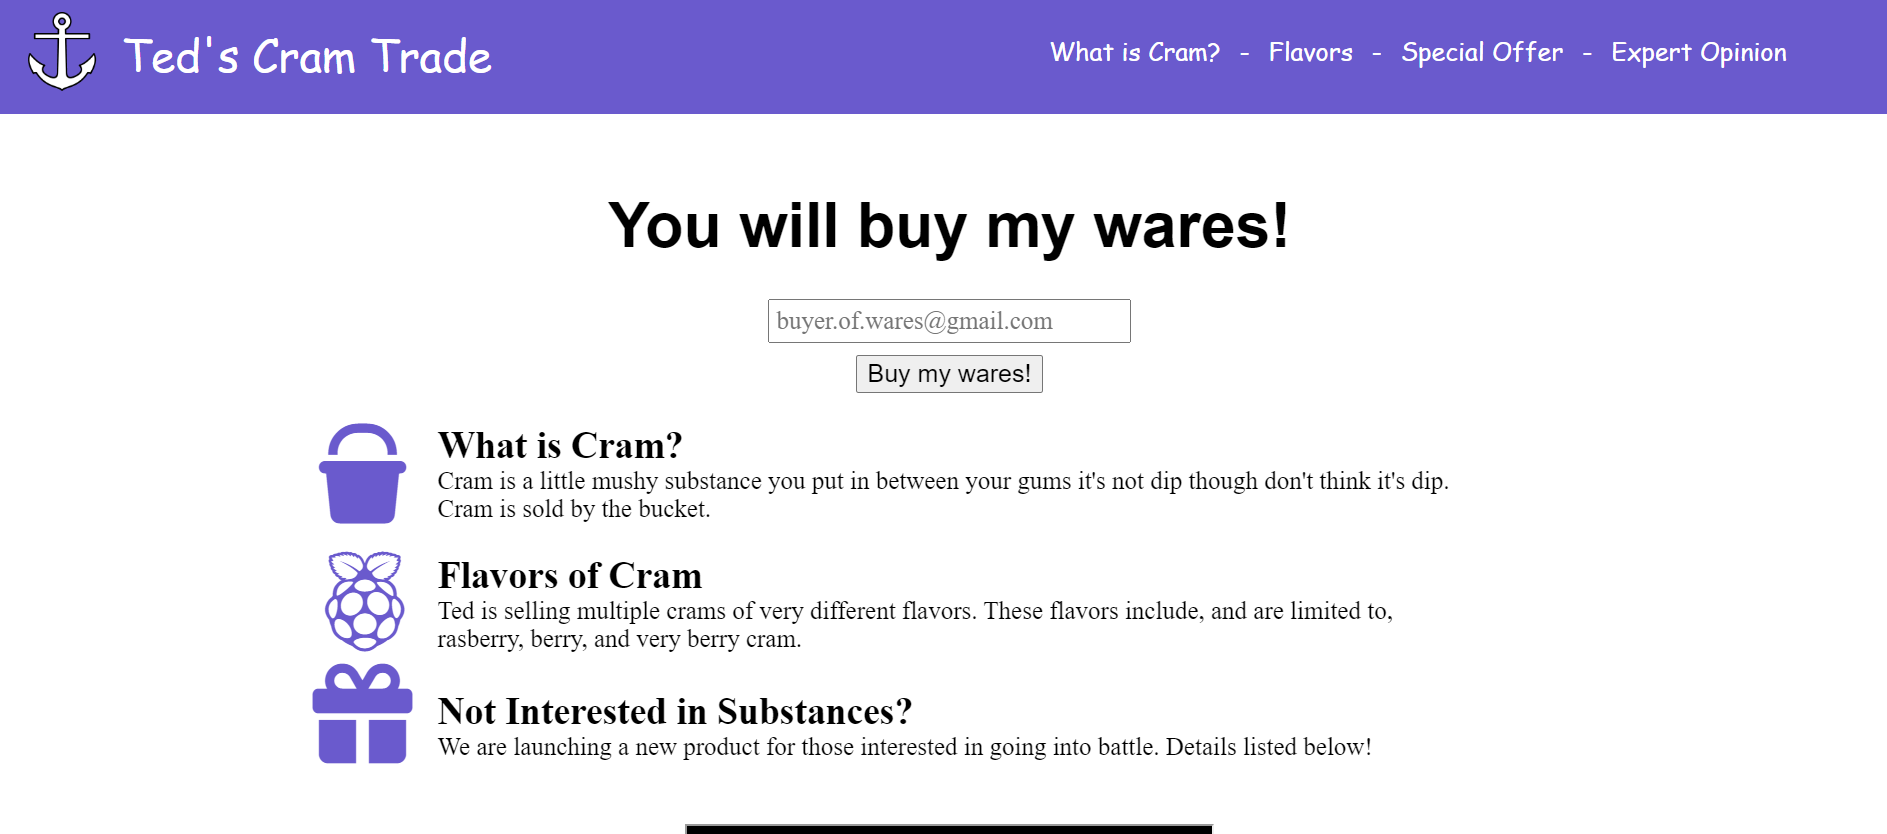 Ted's Cram Trade
What is Cram? - Flavors - Special Offer - Expert Opinion
You will buy my wares!
buyer.of.wares@gmail.com
Buy my wares!
What is Cram?
Cram is a little mushy substance you put in between your gums it's not dip though don't think it's dip.
Cram is sold by the bucket.
Flavors of Cram
Ted is selling multiple crams of very different flavors. These flavors include, and are limited to,
rasberry, berry, and very berry cram.
Not Interested in Substances?
We are launching a new product for those interested in going into battle. Details listed below!